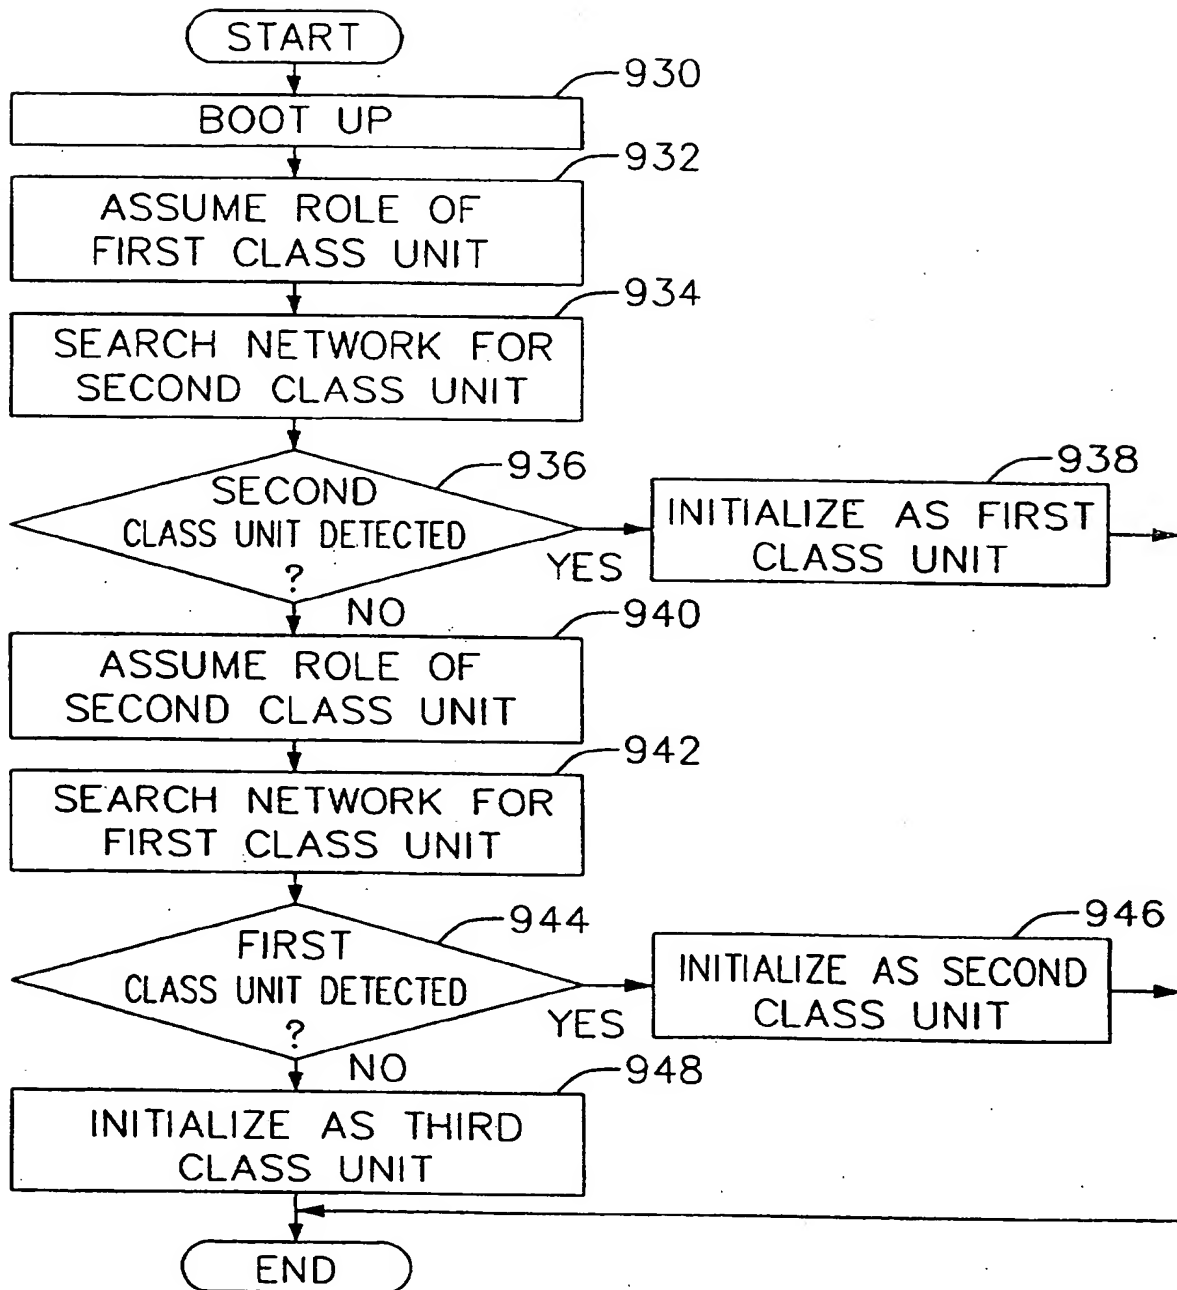 START
930
BOOT UP
932
ASSUME ROLE OF
FIRST CLASS UNIT
934
SEARCH NETWORK FOR
SECOND CLASS UNIT
936
SECOND
CLASS UNIT DETECTED
?
YES
NO
938
INITIALIZE AS FIRST
CLASS UNIT
940
ASSUME ROLE OF
SECOND CLASS UNIT
942
SEARCH NETWORK FOR
FIRST CLASS UNIT
944
FIRST
CLASS UNIT DETECTED
?
YES
NO
946
INITIALIZE AS SECOND
CLASS UNIT
948
INITIALIZE AS THIRD
CLASS UNIT
END